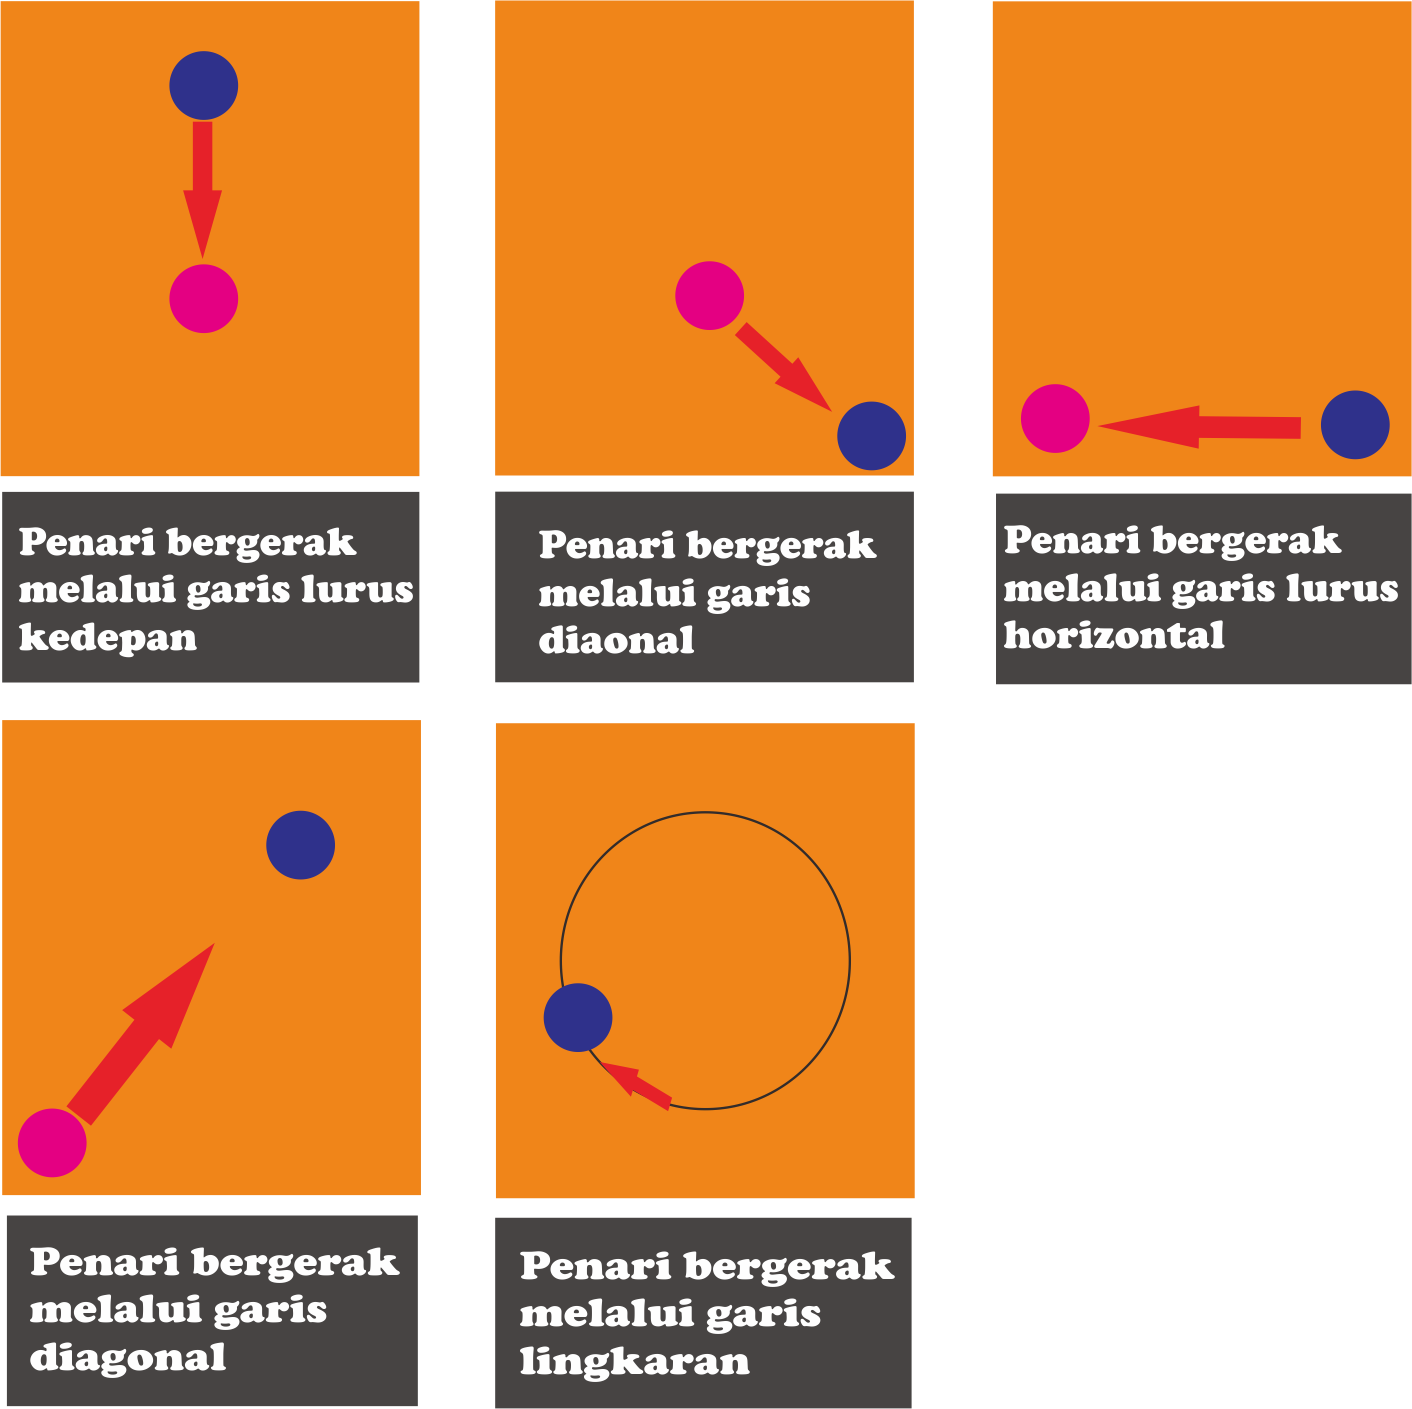 Penari bergerak
melalui garis lurus
kedepan
Penari bergerak
melalui garis
diaonal
Penari bergerak
melalui garis lurus
horizontal
Penari bergerak
melalui garis
diagonal
Penari bergerak
melalui garis
lingkaran